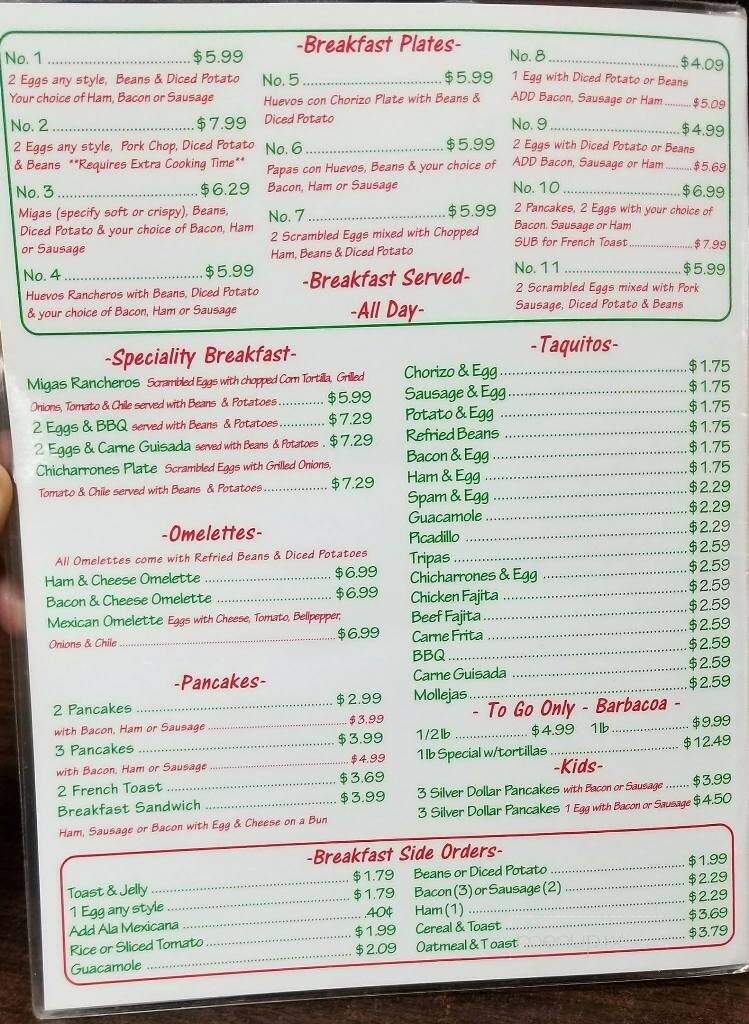 -Breakfast Plates-
No. 1 $5.99
2 Eggs any style, Beans & Diced Potato
Your choice of Ham, Bacon or Sausage
No. 2 $7.99
2 Eggs any style, Pork Chop, Diced Potato
& Beans **Requires Extra Cooking Time**
No. 3 $6.29
Migas (specify soft or crispy), Beans,
Diced Potato & your choice of Bacon, Ham
or Sausage
No. 4 $5.99
Huevos Rancheros with Beans, Diced Potato
& your choice of Bacon, Ham or Sausage
No. 5 $5.99
Huevos con Chorizo Plate with Beans &
Diced Potato
No. 6 $5.99
Papas con Huevos, Beans & your choice of
Bacon, Ham or Sausage
No. 7 $5.99
2 Scrambled Eggs mixed with Chopped
Ham, Beans & Diced Potato
-Breakfast Served-
-All Day-
No. 8 $4.09
1 Egg with Diced Potato or Beans
ADD Bacon, Sausage or Ham $5.09
No. 9 $4.99
2 Eggs with Diced Potato or Beans
ADD Bacon, Sausage or Ham $5.69
No. 10 $6.99
2 Pancakes, 2 Eggs with your choice of
Bacon. Sausage or Ham
SUB for French Toast $7.99
No. 11 $5.99
2 Scrambled Eggs mixed with Pork
Sausage, Diced Potato & Beans
-Speciality Breakfast-
Migas Rancheros Scrambled Eggs with chopped Corn Tortilla, Grilled
Onions, Tomato & Chile served with Beans & Potatoes $5.99
2 Eggs & BBQ served with Beans & Potatoes $7.29
2 Eggs & Carne Guisada served with Beans & Potatoes $7.29
Chicharrones Plate Scrambled Eggs with Grilled Onions,
Tomato & Chile served with Beans & Potatoes $7.29
-Omelettes-
All Omelettes come with Refried Beans & Diced Potatoes
Ham & Cheese Omelette $6.99
Bacon & Cheese Omelette $6.99
Mexican Omelette Eggs with Cheese, Tomato, Bellpepper,
Onions & Chile $6.99
-Pancakes-
2 Pancakes $2.99
with Bacon, Ham or Sausage $3.99
3 Pancakes $3.99
with Bacon, Ham or Sausage $4.99
2 French Toast $3.69
Breakfast Sandwich $3.99
Ham, Sausage or Bacon with Egg & Cheese on a Bun
-Taquitos-
Chorizo & Egg $1.75
Sausage & Egg $1.75
Potato & Egg $1.75
Refried Beans $1.75
Bacon & Egg $1.75
Ham & Egg $1.75
Spam & Egg $2.29
Guacamole $2.29
Picadillo $2.29
Tripas $2.59
Chicharrones & Egg $2.59
Chicken Fajita $2.59
Beef Fajita $2.59
Carne Frita $2.59
BBQ $2.59
Carne Guisada $2.59
Mollejas $2.59
- To Go Only - Barbacoa -
1/2lb $4.99 1lb $9.99
1lb Special w/tortillas $12.49
-Kids-
3 Silver Dollar Pancakes with Bacon or Sausage $3.99
3 Silver Dollar Pancakes 1 Egg with Bacon or Sausage $4.50
-Breakfast Side Orders-
Toast & Jelly $1.79
1 Egg any style $1.79
Add Ala Mexicana .40¢
Rice or Sliced Tomato $1.99
Guacamole $2.09
Beans or Diced Potato $1.99
Bacon (3) or Sausage (2) $2.29
Ham (1) $2.29
Cereal & Toast $3.69
Oatmeal & Toast $3.79